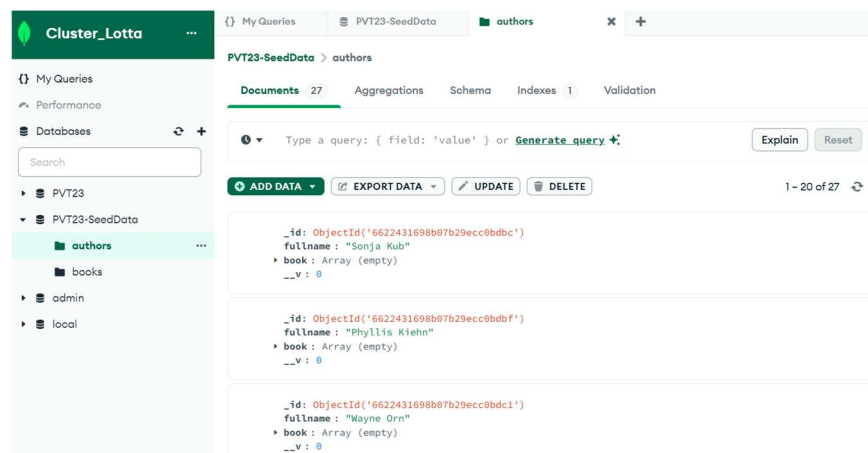 Cluster_Lotta
{} My Queries
Performance
Databases
Search
PVT23
PVT23-SeedData
authors
books
admin
local
{} My Queries
PVT23-SeedData
authors
PVT23-SeedData > authors
Documents 27 Aggregations Schema Indexes 1 Validation
Type a query: { field: 'value' } or Generate query
Explain
Reset
ADD DATA
EXPORT DATA
UPDATE
DELETE
1 – 20 of 27
_id: ObjectId('6622431698b07b29ecc0bdbc')
fullname : "Sonja Kub"
book : Array (empty)
__v : 0
_id: ObjectId('6622431698b07b29ecc0bdbf')
fullname : "Phyllis Kiehn"
book : Array (empty)
__v : 0
_id: ObjectId('6622431698b07b29ecc0bdc1')
fullname : "Wayne Orn"
book : Array (empty)
__v : 0